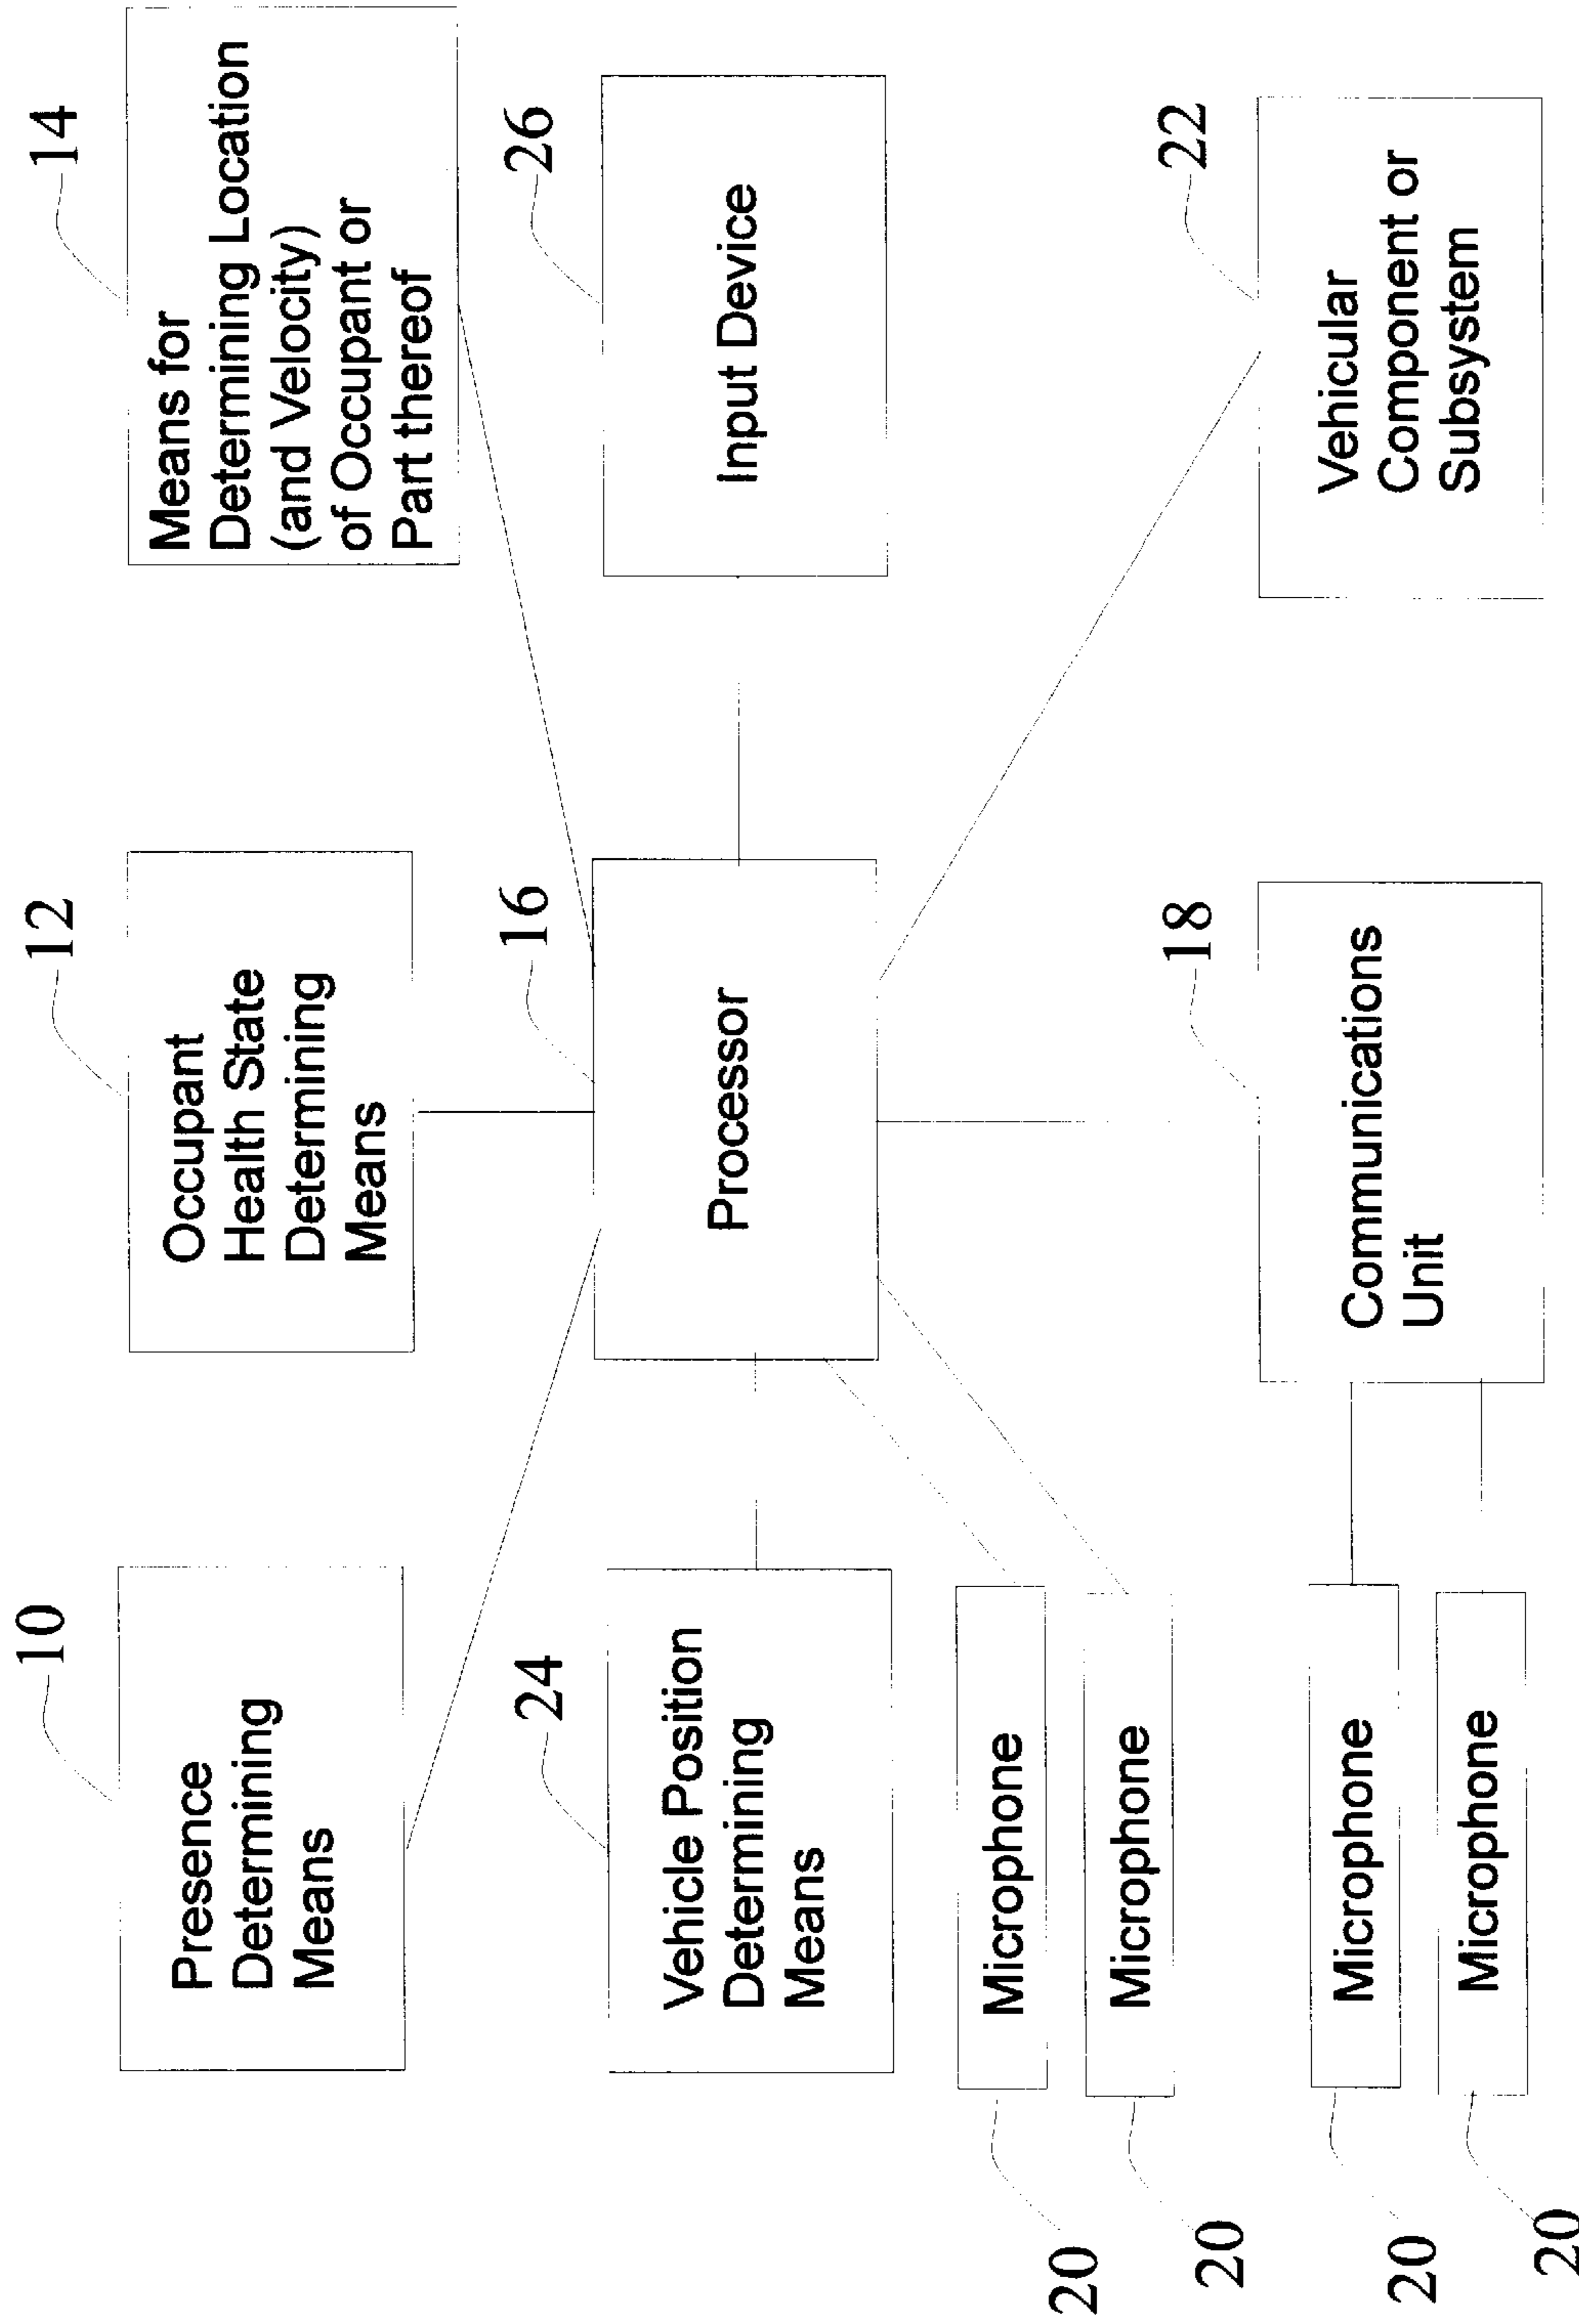 10
Presence
Determining
Means
12
Occupant
Health State
Determining
Means
14
Means for
Determining Location
(and Velocity)
of Occupant or
Part thereof
24
Vehicle Position
Determining
Means
16
Processor
26
Input Device
20
Microphone
20
Microphone
20
Microphone
20
Microphone
18
Communications
Unit
22
Vehicular
Component or
Subsystem